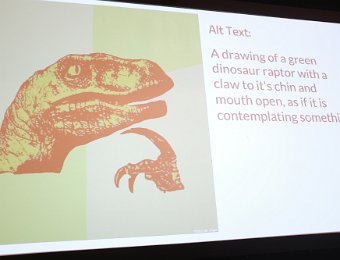 Alt Text:
A drawing of a green
dinosaur raptor with a
claw to it's chin and
mouth open, as if it is
contemplating somethi